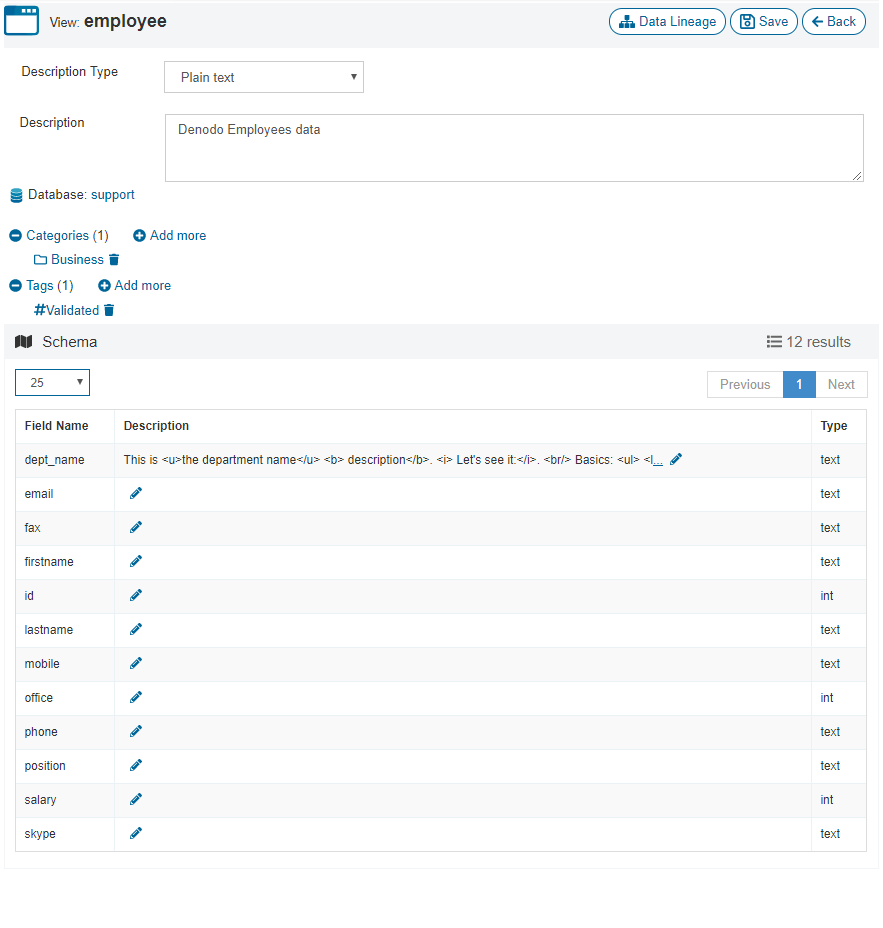 View: employee Data Lineage Save Back
Description Type Plain text
Description Denodo Employees data
Database: support
Categories (1) Add more
Business
Tags (1) Add more
#Validated
Schema 12 results
25 Previous 1 Next
Field Name Description Type
dept_name This is <u>the department name</u> <b> description</b>. <i> Let's see it:</i>. <br/> Basics: <ul> <l... text
email text
fax text
firstname text
id int
lastname text
mobile text
office int
phone text
position text
salary int
skype text